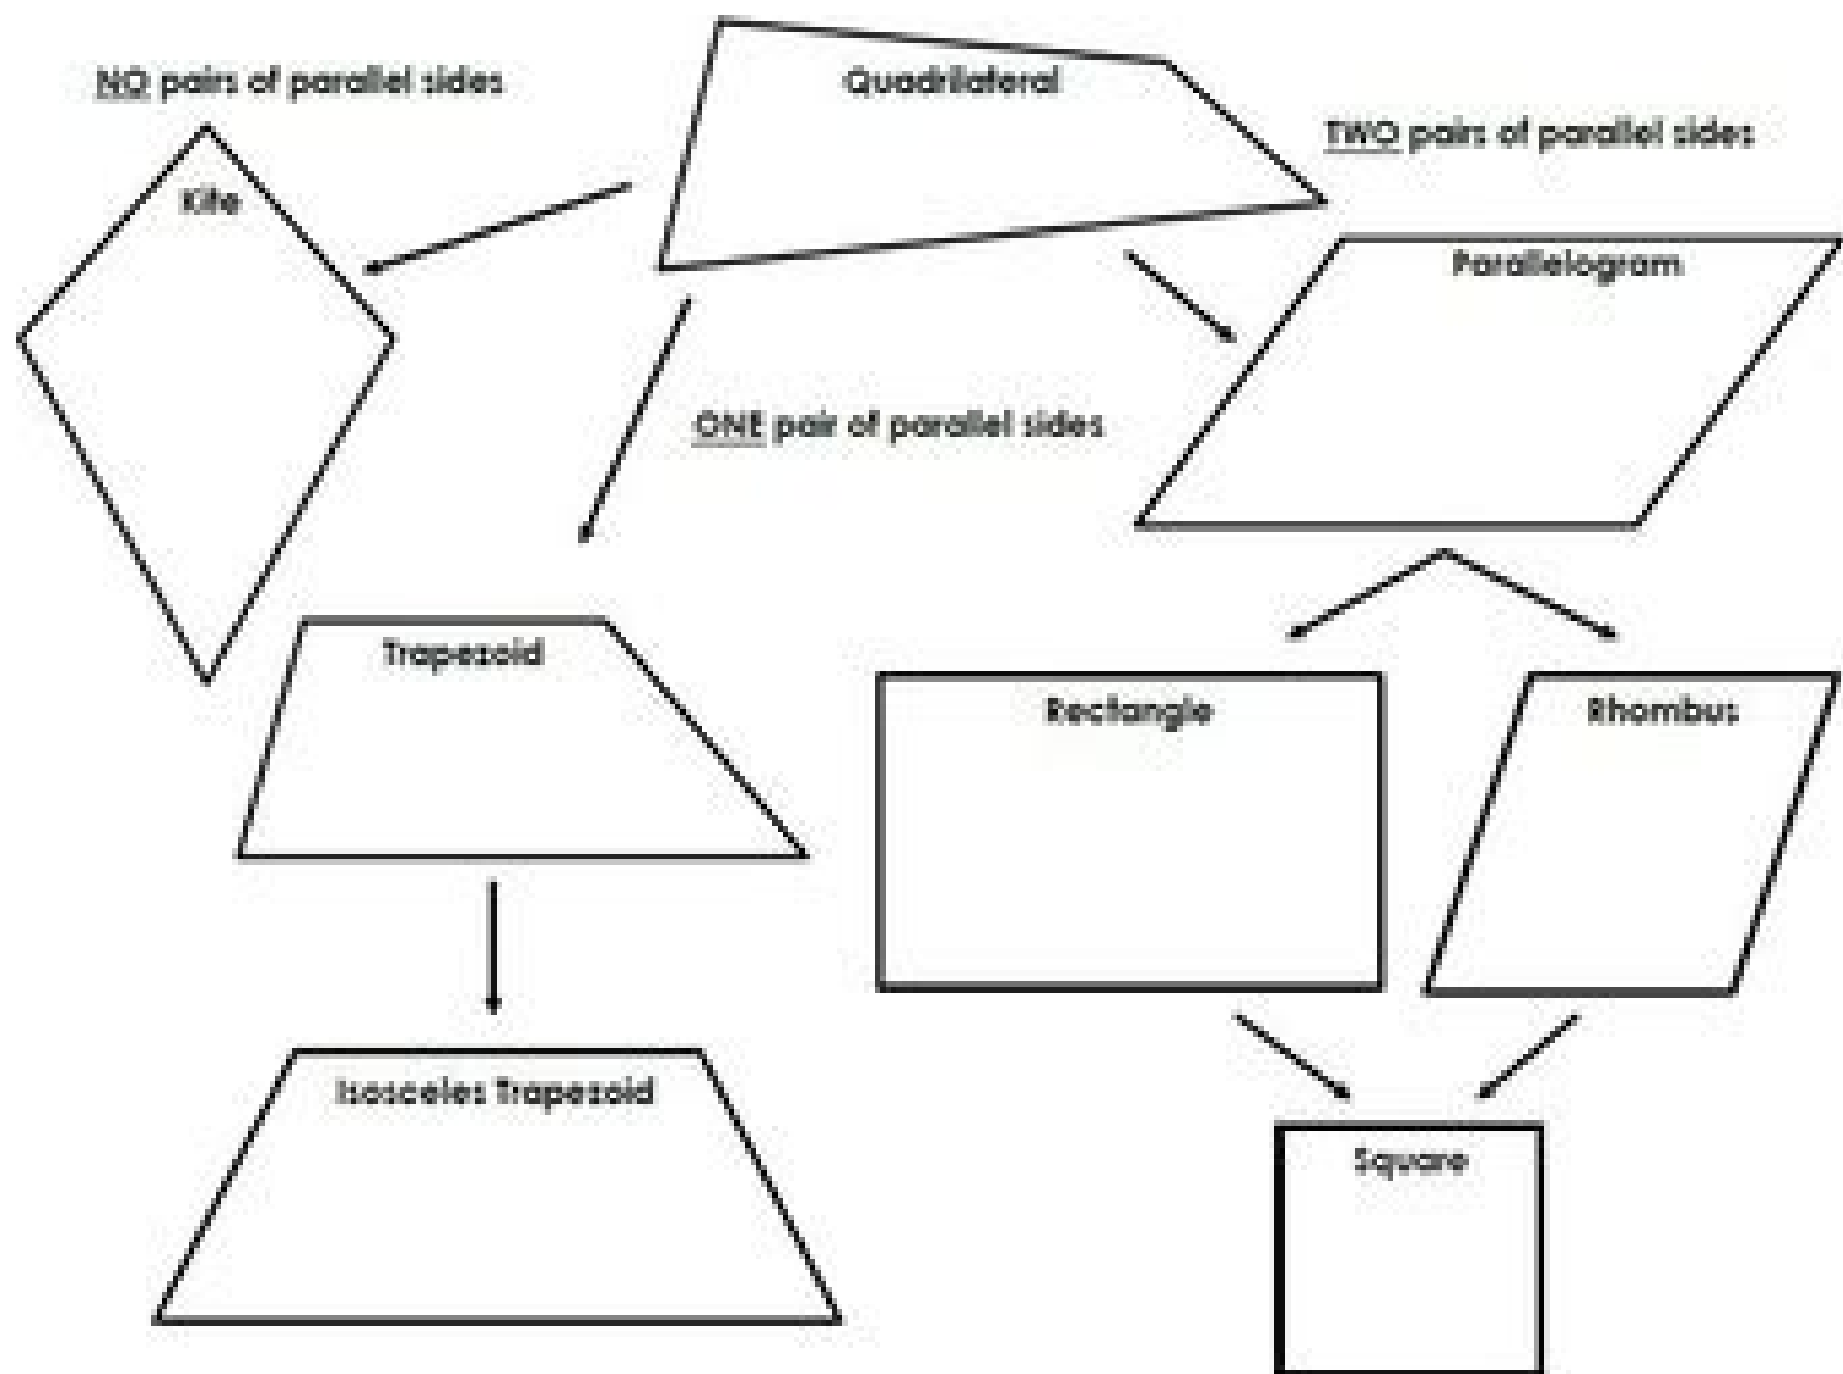 NO pairs of parallel sides
Quadrilateral
TWO pairs of parallel sides
Kite
Parallelogram
ONE pair of parallel sides
Trapezoid
Rectangle
Rhombus
Isosceles Trapezoid
Square